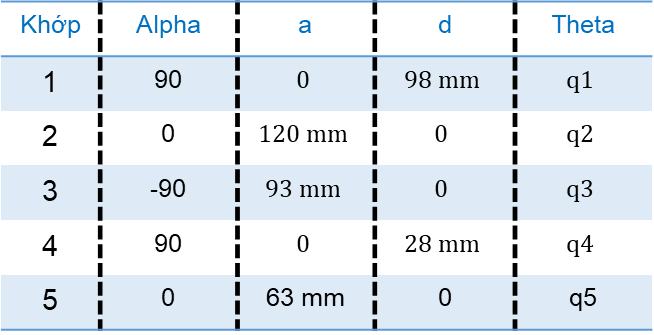 Khớp Alpha a d Theta
1 90 0 98 mm q1
2 0 120 mm 0 q2
3 -90 93 mm 0 q3
4 90 0 28 mm q4
5 0 63 mm 0 q5